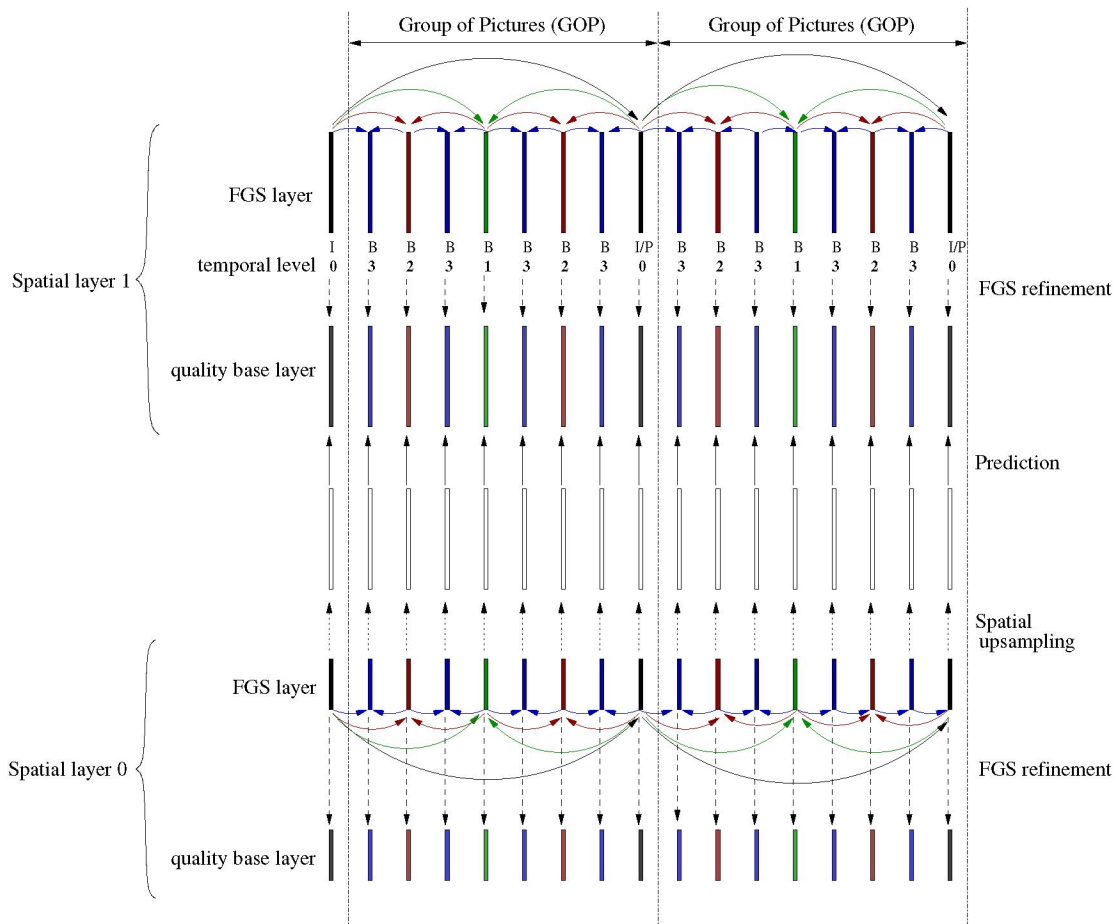 Group of Pictures (GOP) Group of Pictures (GOP)
FGS layer
I B B B B B B B I/P B B B B B B B I/P
temporal level 0 3 2 3 1 3 2 3 0 3 2 3 1 3 2 3 0
Spatial layer 1
FGS refinement
quality base layer
Prediction
Spatial
upsampling
FGS layer
Spatial layer 0
FGS refinement
quality base layer